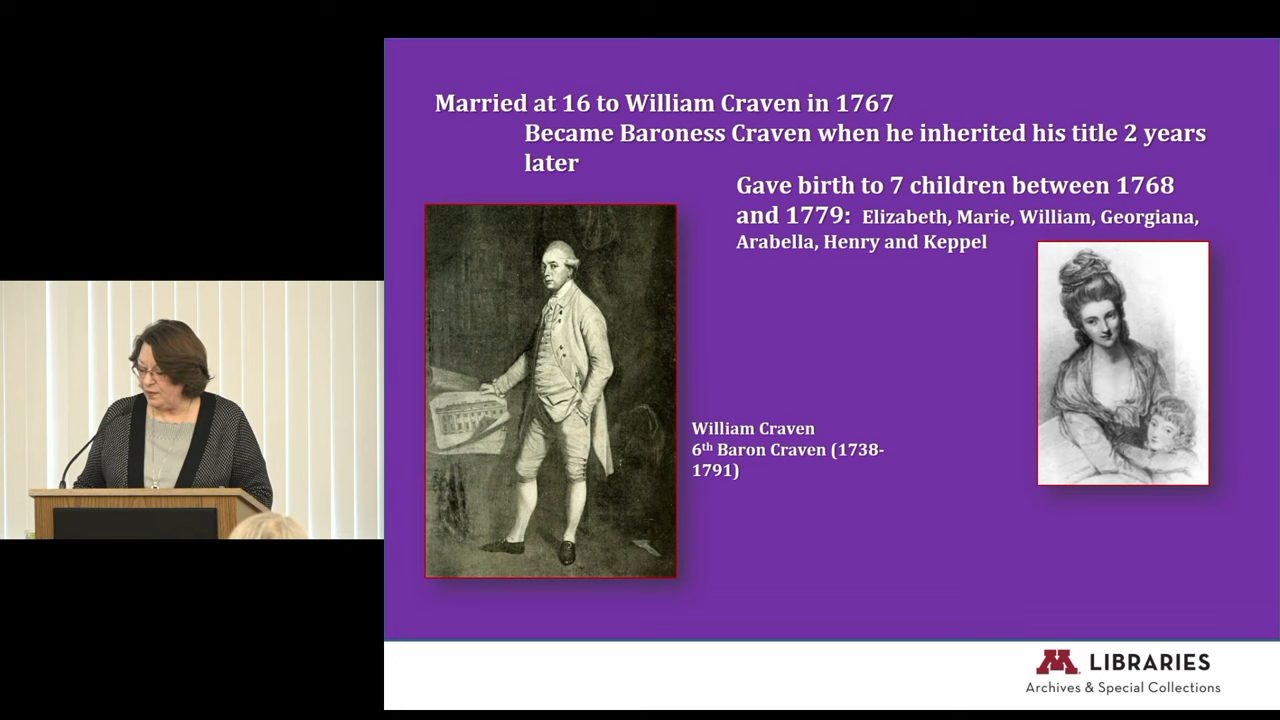 Married at 16 to William Craven in 1767
Became Baroness Craven when he inherited his title 2 years
later
Gave birth to 7 children between 1768
and 1779: Elizabeth, Marie, William, Georgiana,
Arabella, Henry and Keppel
William Craven
6th Baron Craven (1738-
1791)
M LIBRARIES
Archives & Special Collections